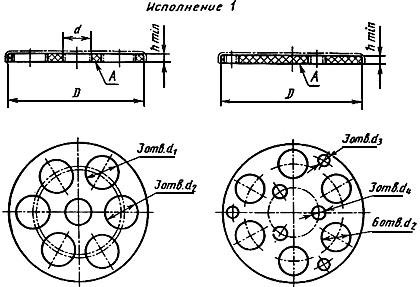 Исполнение 1
d
h min
A
D
h min
A
D
3отв.d1
3отв.d2
3отв.d3
3отв.d4
6отв.d2